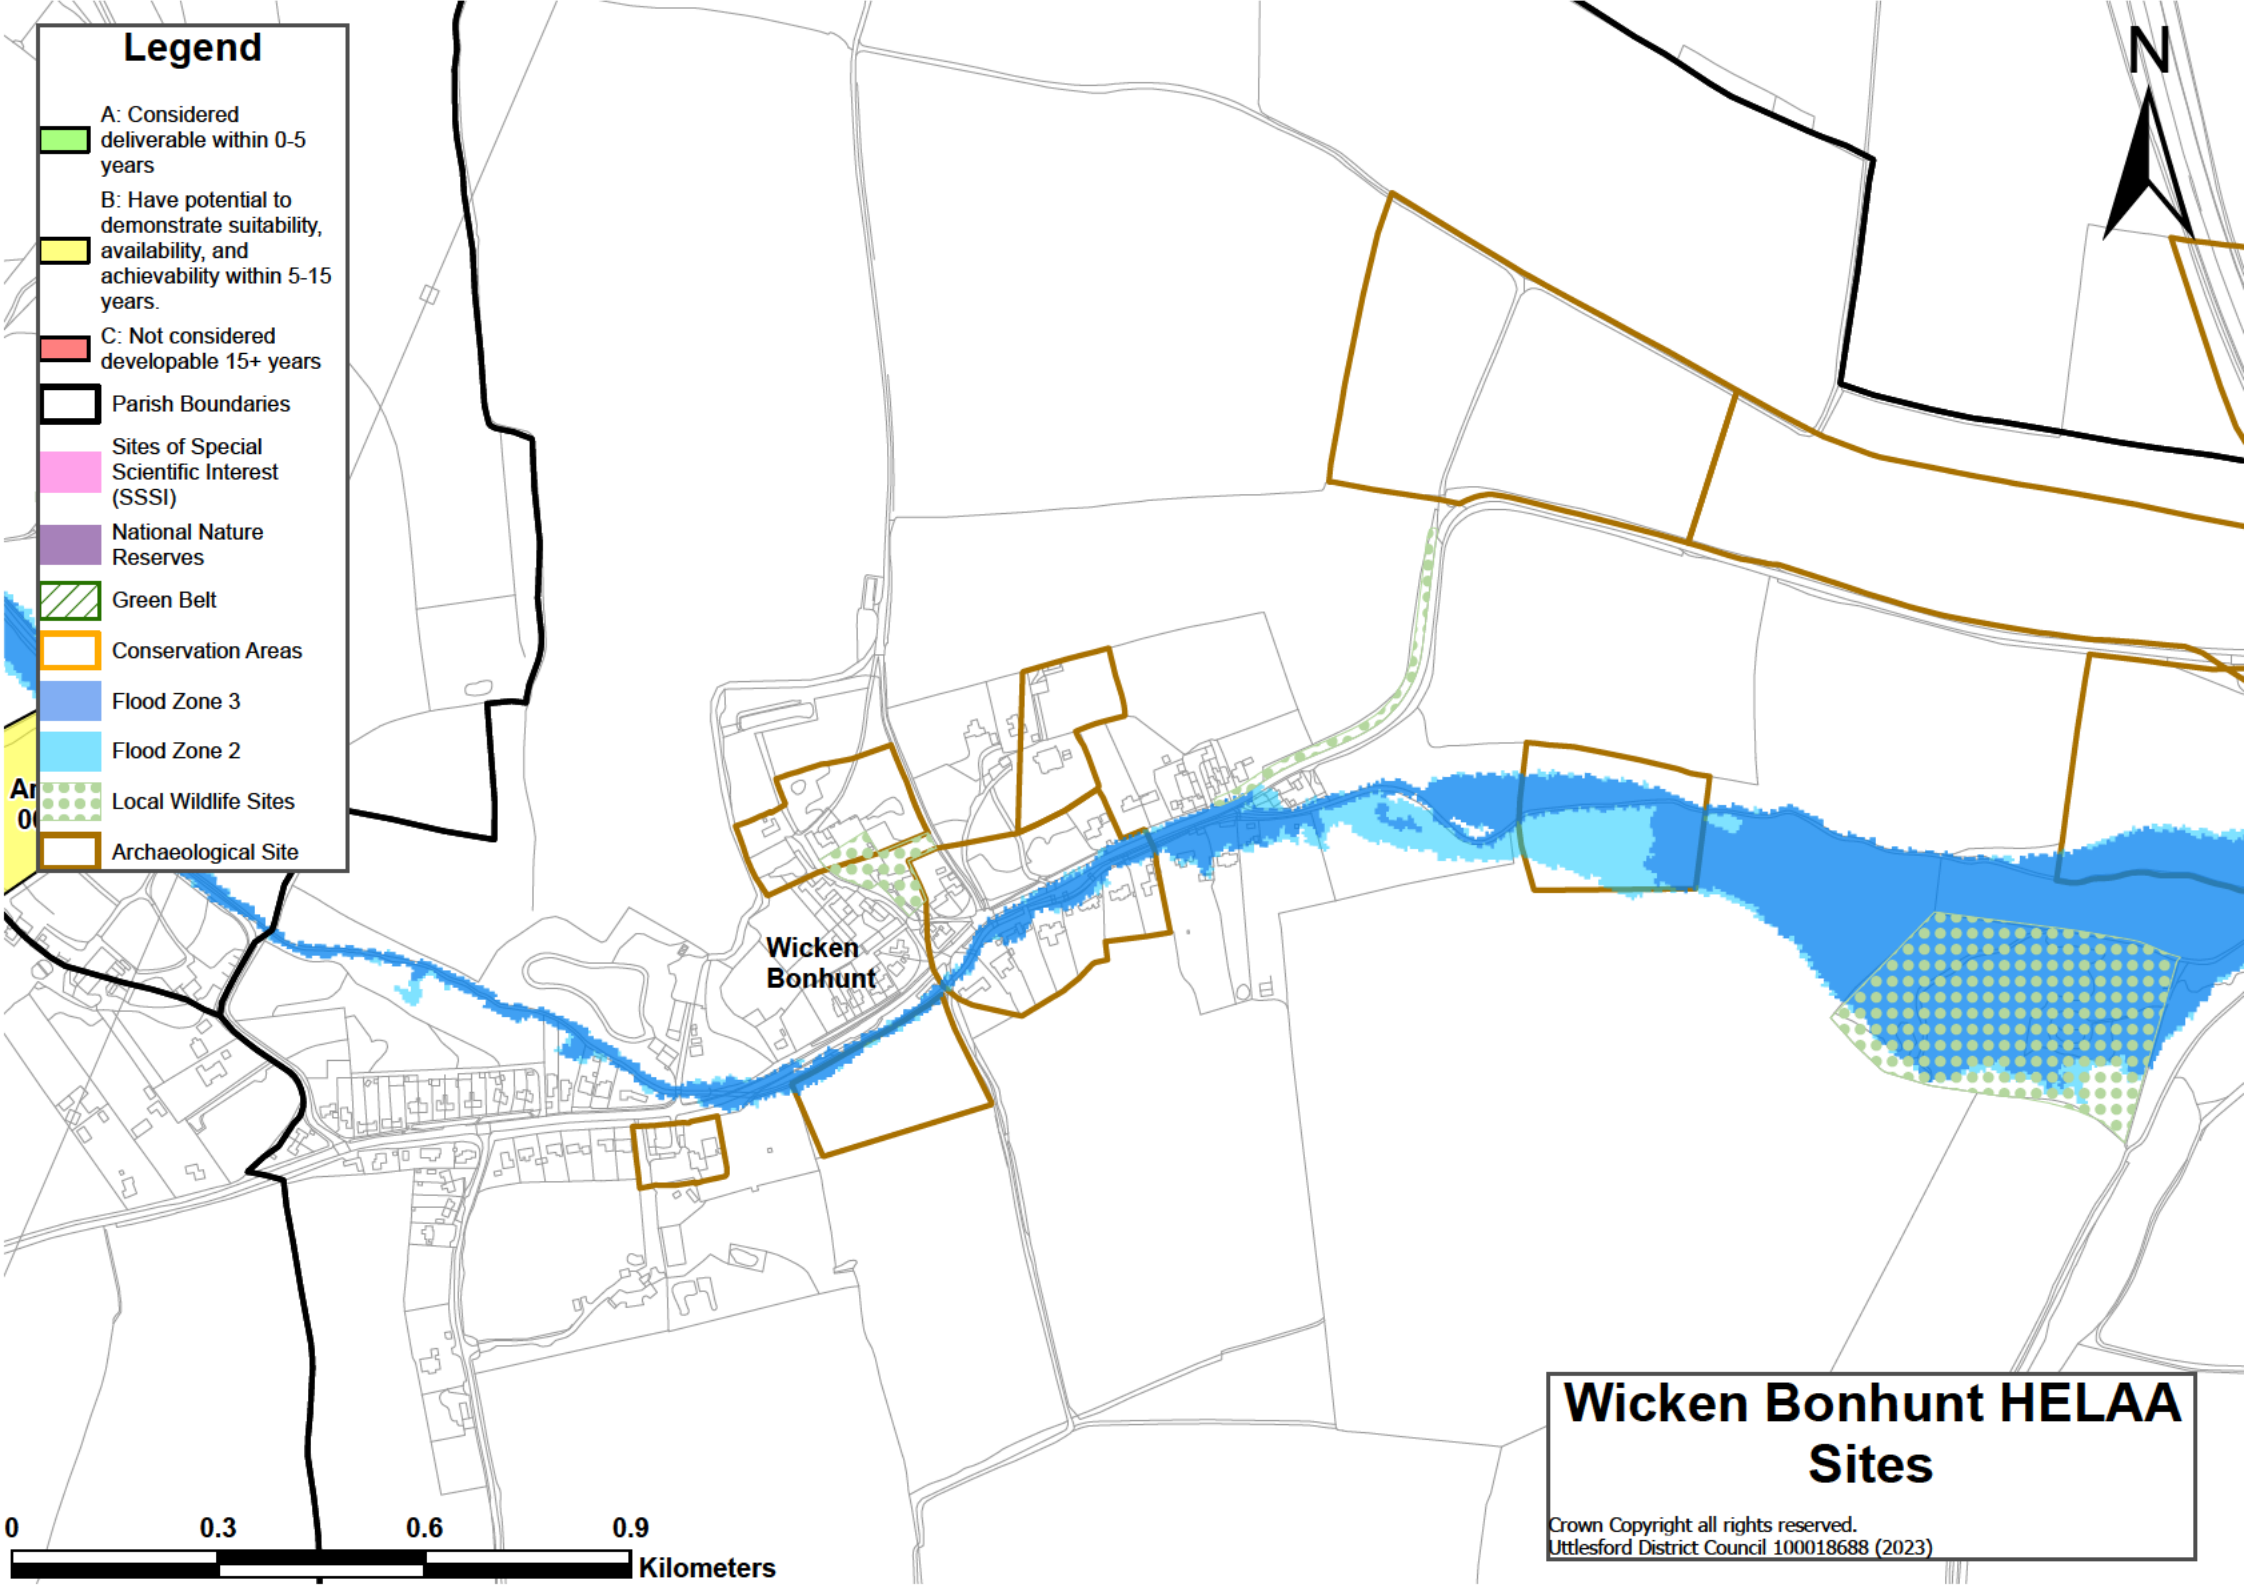 Legend
A: Considered
deliverable within 0-5
years
B: Have potential to
demonstrate suitability,
availability, and
achievability within 5-15
years.
C: Not considered
developable 15+ years
Parish Boundaries
Sites of Special
Scientific Interest
(SSSI)
National Nature
Reserves
Green Belt
Conservation Areas
Flood Zone 3
Flood Zone 2
Local Wildlife Sites
Archaeological Site
N
Wicken
Bonhunt
0 0.3 0.6 0.9
Kilometers
Wicken Bonhunt HELAA
Sites
Crown Copyright all rights reserved.
Uttlesford District Council 100018688 (2023)